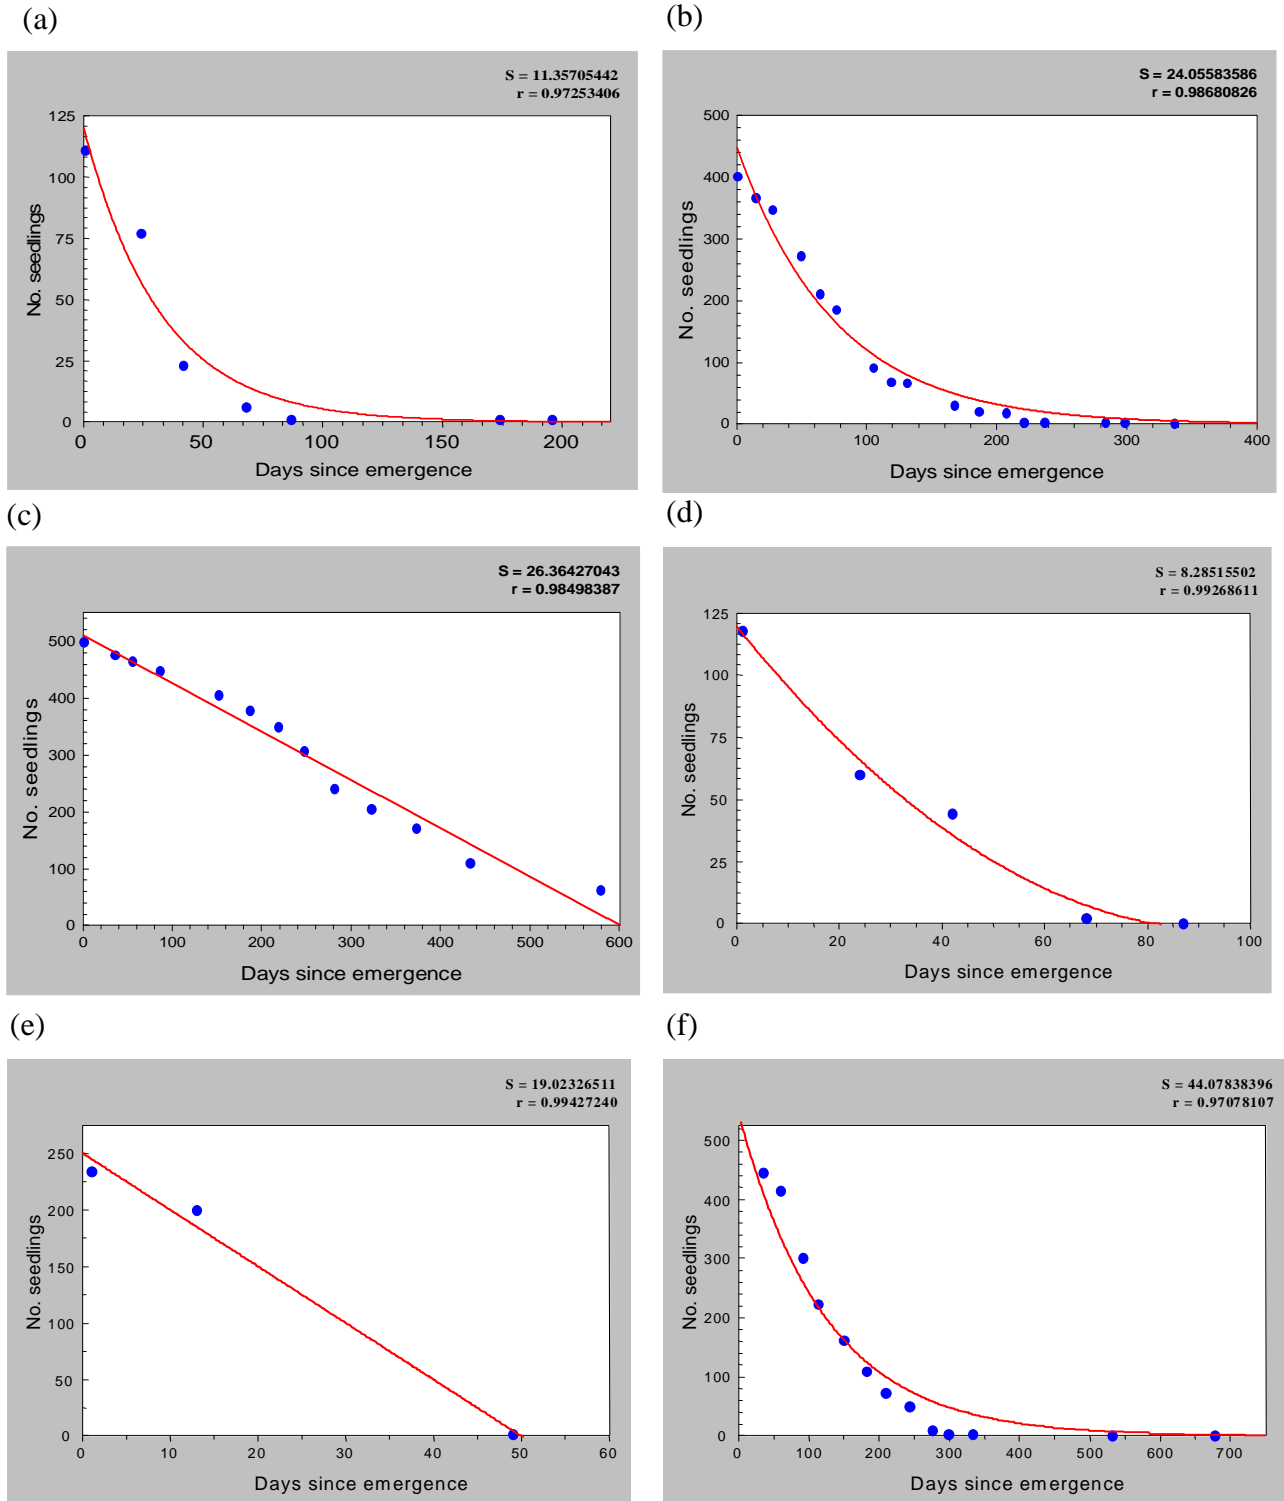 (a)
S = 11.35705442
r = 0.97253406
125
100
75
50
25
0
No. seedlings
0 50 100 150 200
Days since emergence
(b)
S = 24.05583586
r = 0.98680826
500
400
300
200
100
0
No. seedlings
0 100 200 300 400
Days since emergence
(c)
S = 26.36427043
r = 0.98498387
500
400
300
200
100
0
No. seedlings
0 100 200 300 400 500 600
Days since emergence
(d)
S = 8.28515502
r = 0.99268611
125
100
75
50
25
0
No. seedlings
0 20 40 60 80 100
Days since emergence
(e)
S = 19.02326511
r = 0.99427240
250
200
150
100
50
0
No. seedlings
0 10 20 30 40 50 60
Days since emergence
(f)
S = 44.07838396
r = 0.97078107
500
400
300
200
100
0
No. seedlings
0 100 200 300 400 500 600 700
Days since emergence